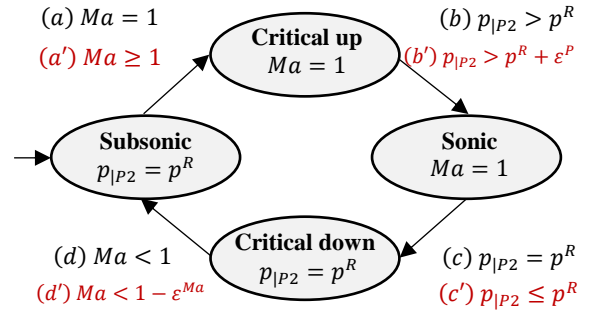 (a) Ma = 1
(a′) Ma ≥ 1
Critical up
Ma = 1
(b) p|P2 > p^R
(b′) p|P2 > p^R + ε^P
Subsonic
p|P2 = p^R
Sonic
Ma = 1
(d) Ma < 1
(d′) Ma < 1 − ε^Ma
Critical down
p|P2 = p^R
(c) p|P2 = p^R
(c′) p|P2 ≤ p^R